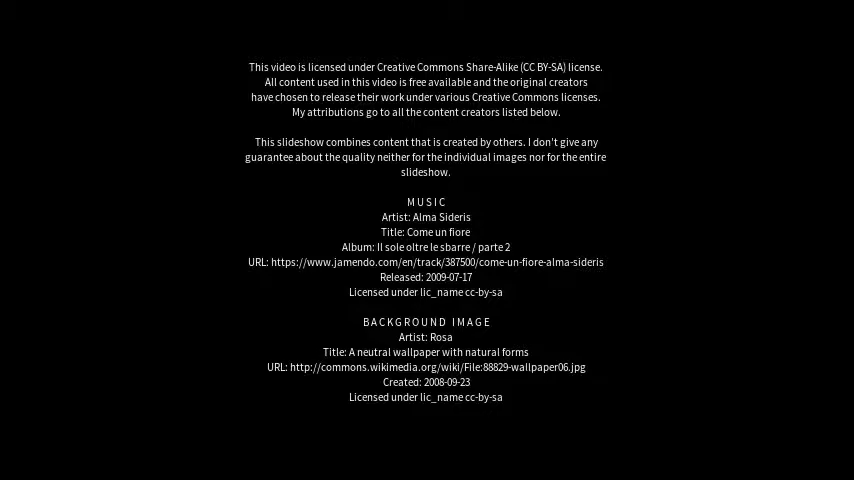 This video is licensed under Creative Commons Share-Alike (CC BY-SA) license.
All content used in this video is free available and the original creators
have chosen to release their work under various Creative Commons licenses.
My attributions go to all the content creators listed below.
This slideshow combines content that is created by others. I don't give any
guarantee about the quality neither for the individual images nor for the entire
slideshow.
MUSIC
Artist: Alma Sideris
Title: Come un fiore
Album: Il sole oltre le sbarre / parte 2
URL: https://www.jamendo.com/en/track/387500/come-un-fiore-alma-sideris
Released: 2009-07-17
Licensed under lic_name cc-by-sa
BACKGROUND IMAGE
Artist: Rosa
Title: A neutral wallpaper with natural forms
URL: http://commons.wikimedia.org/wiki/File:88829-wallpaper06.jpg
Created: 2008-09-23
Licensed under lic_name cc-by-sa